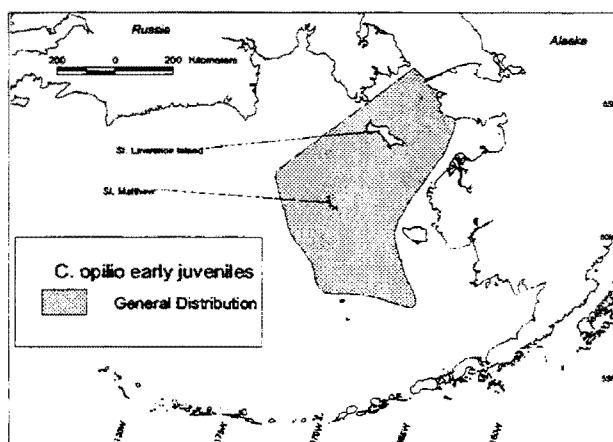 Russia
Alaska
200 0 200 Kilometers
St. Lawrence Island
St. Matthew
C. opilio early juveniles
General Distribution